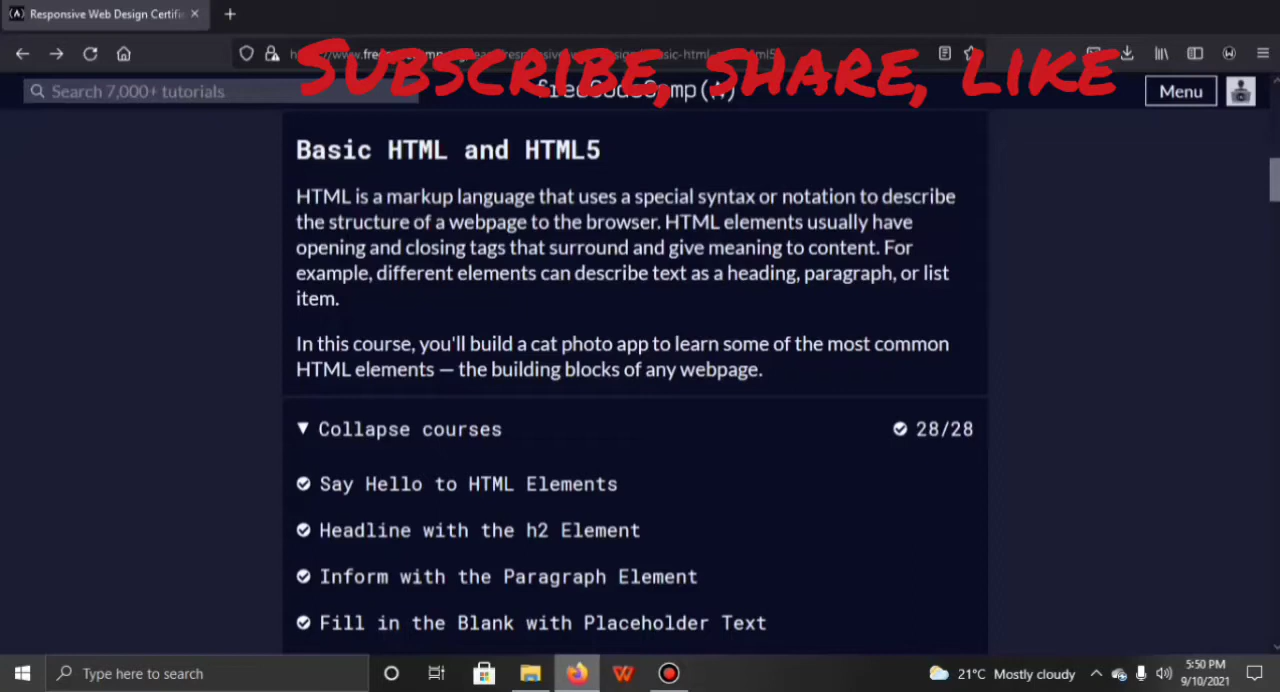 Responsive Web Design Certific
SUBSCRIBE, SHARE, LIKE
Search 7,000+ tutorials
Menu
Basic HTML and HTML5
HTML is a markup language that uses a special syntax or notation to describe
the structure of a webpage to the browser. HTML elements usually have
opening and closing tags that surround and give meaning to content. For
example, different elements can describe text as a heading, paragraph, or list
item.
In this course, you'll build a cat photo app to learn some of the most common
HTML elements — the building blocks of any webpage.
Collapse courses 28/28
Say Hello to HTML Elements
Headline with the h2 Element
Inform with the Paragraph Element
Fill in the Blank with Placeholder Text
Type here to search
21°C Mostly cloudy
5:50 PM
9/10/2021